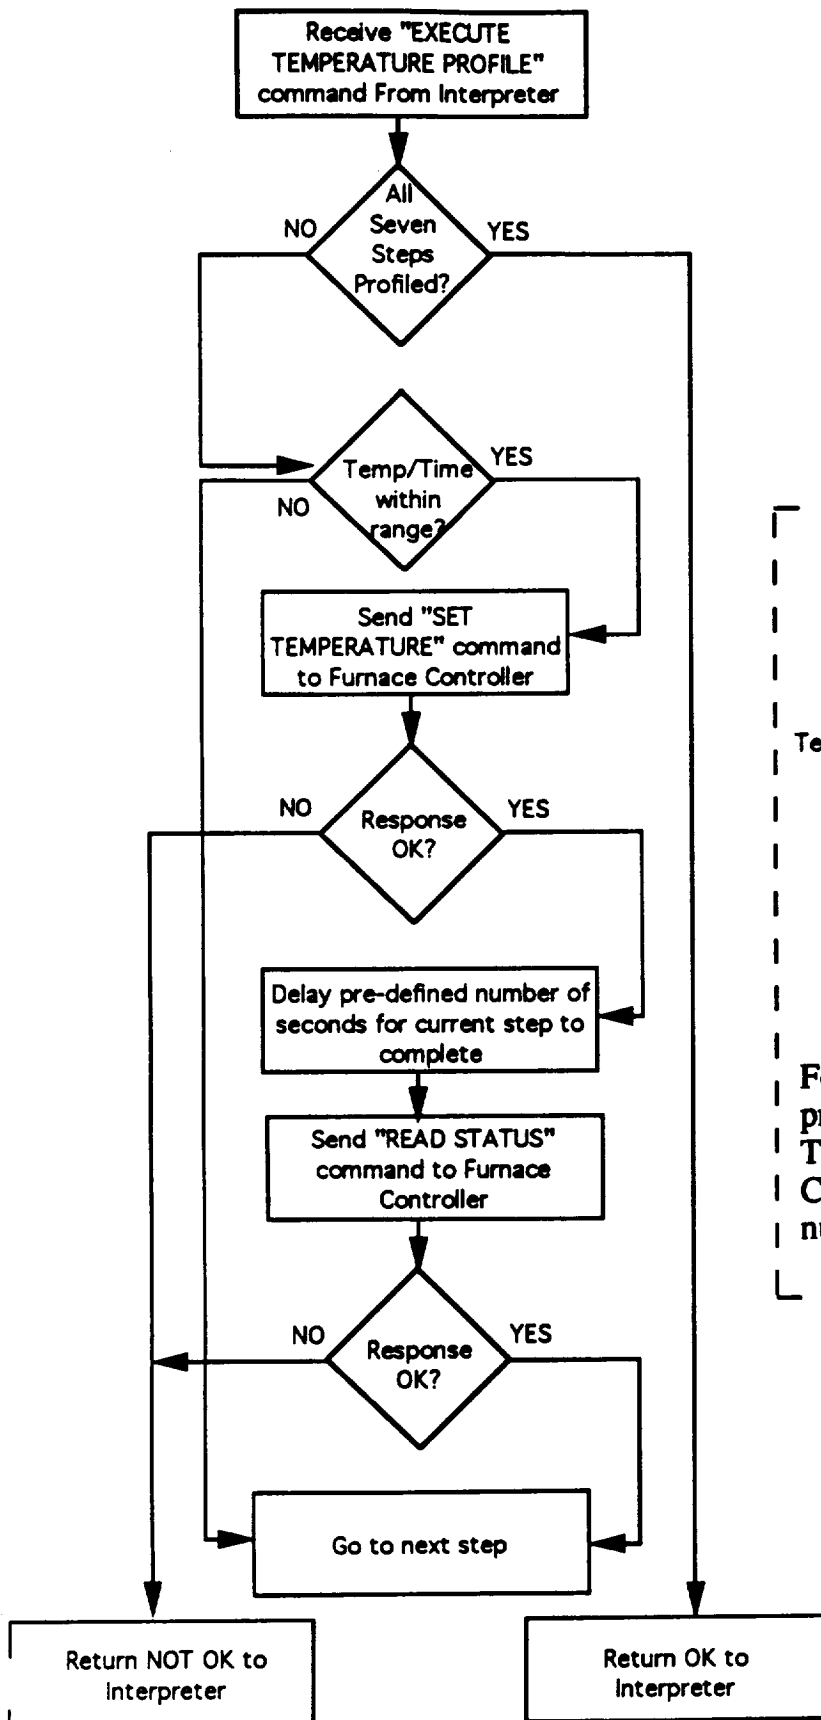 Receive "EXECUTE
TEMPERATURE PROFILE"
command From Interpreter
All
Seven
Steps
Profiled?
NO
YES
Temp/Time
within
range?
YES
NO
Send "SET
TEMPERATURE" command
to Furnace Controller
Response
OK?
NO
YES
Delay pre-defined number of
seconds for current step to
complete
Send "READ STATUS"
command to Furnace
Controller
Response
OK?
NO
YES
Go to next step
Return NOT OK to
Interpreter
Return OK to
Interpreter